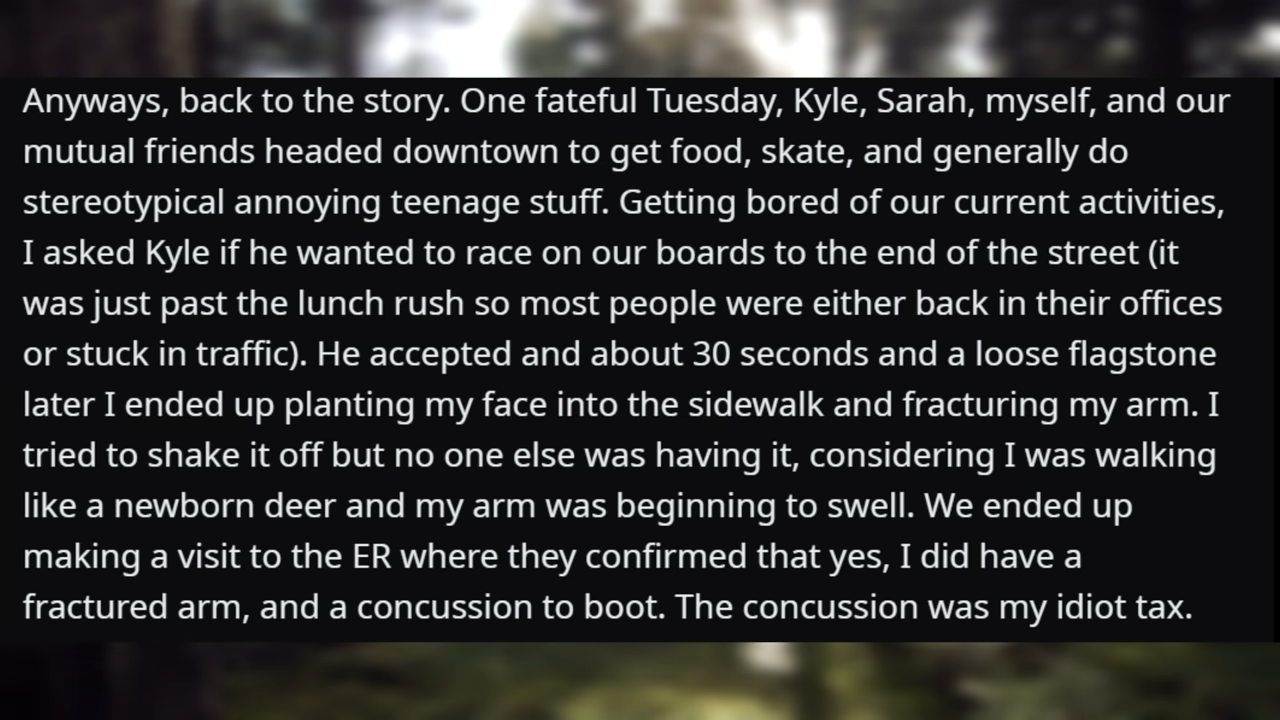 Anyways, back to the story. One fateful Tuesday, Kyle, Sarah, myself, and our
mutual friends headed downtown to get food, skate, and generally do
stereotypical annoying teenage stuff. Getting bored of our current activities,
I asked Kyle if he wanted to race on our boards to the end of the street (it
was just past the lunch rush so most people were either back in their offices
or stuck in traffic). He accepted and about 30 seconds and a loose flagstone
later I ended up planting my face into the sidewalk and fracturing my arm. I
tried to shake it off but no one else was having it, considering I was walking
like a newborn deer and my arm was beginning to swell. We ended up
making a visit to the ER where they confirmed that yes, I did have a
fractured arm, and a concussion to boot. The concussion was my idiot tax.